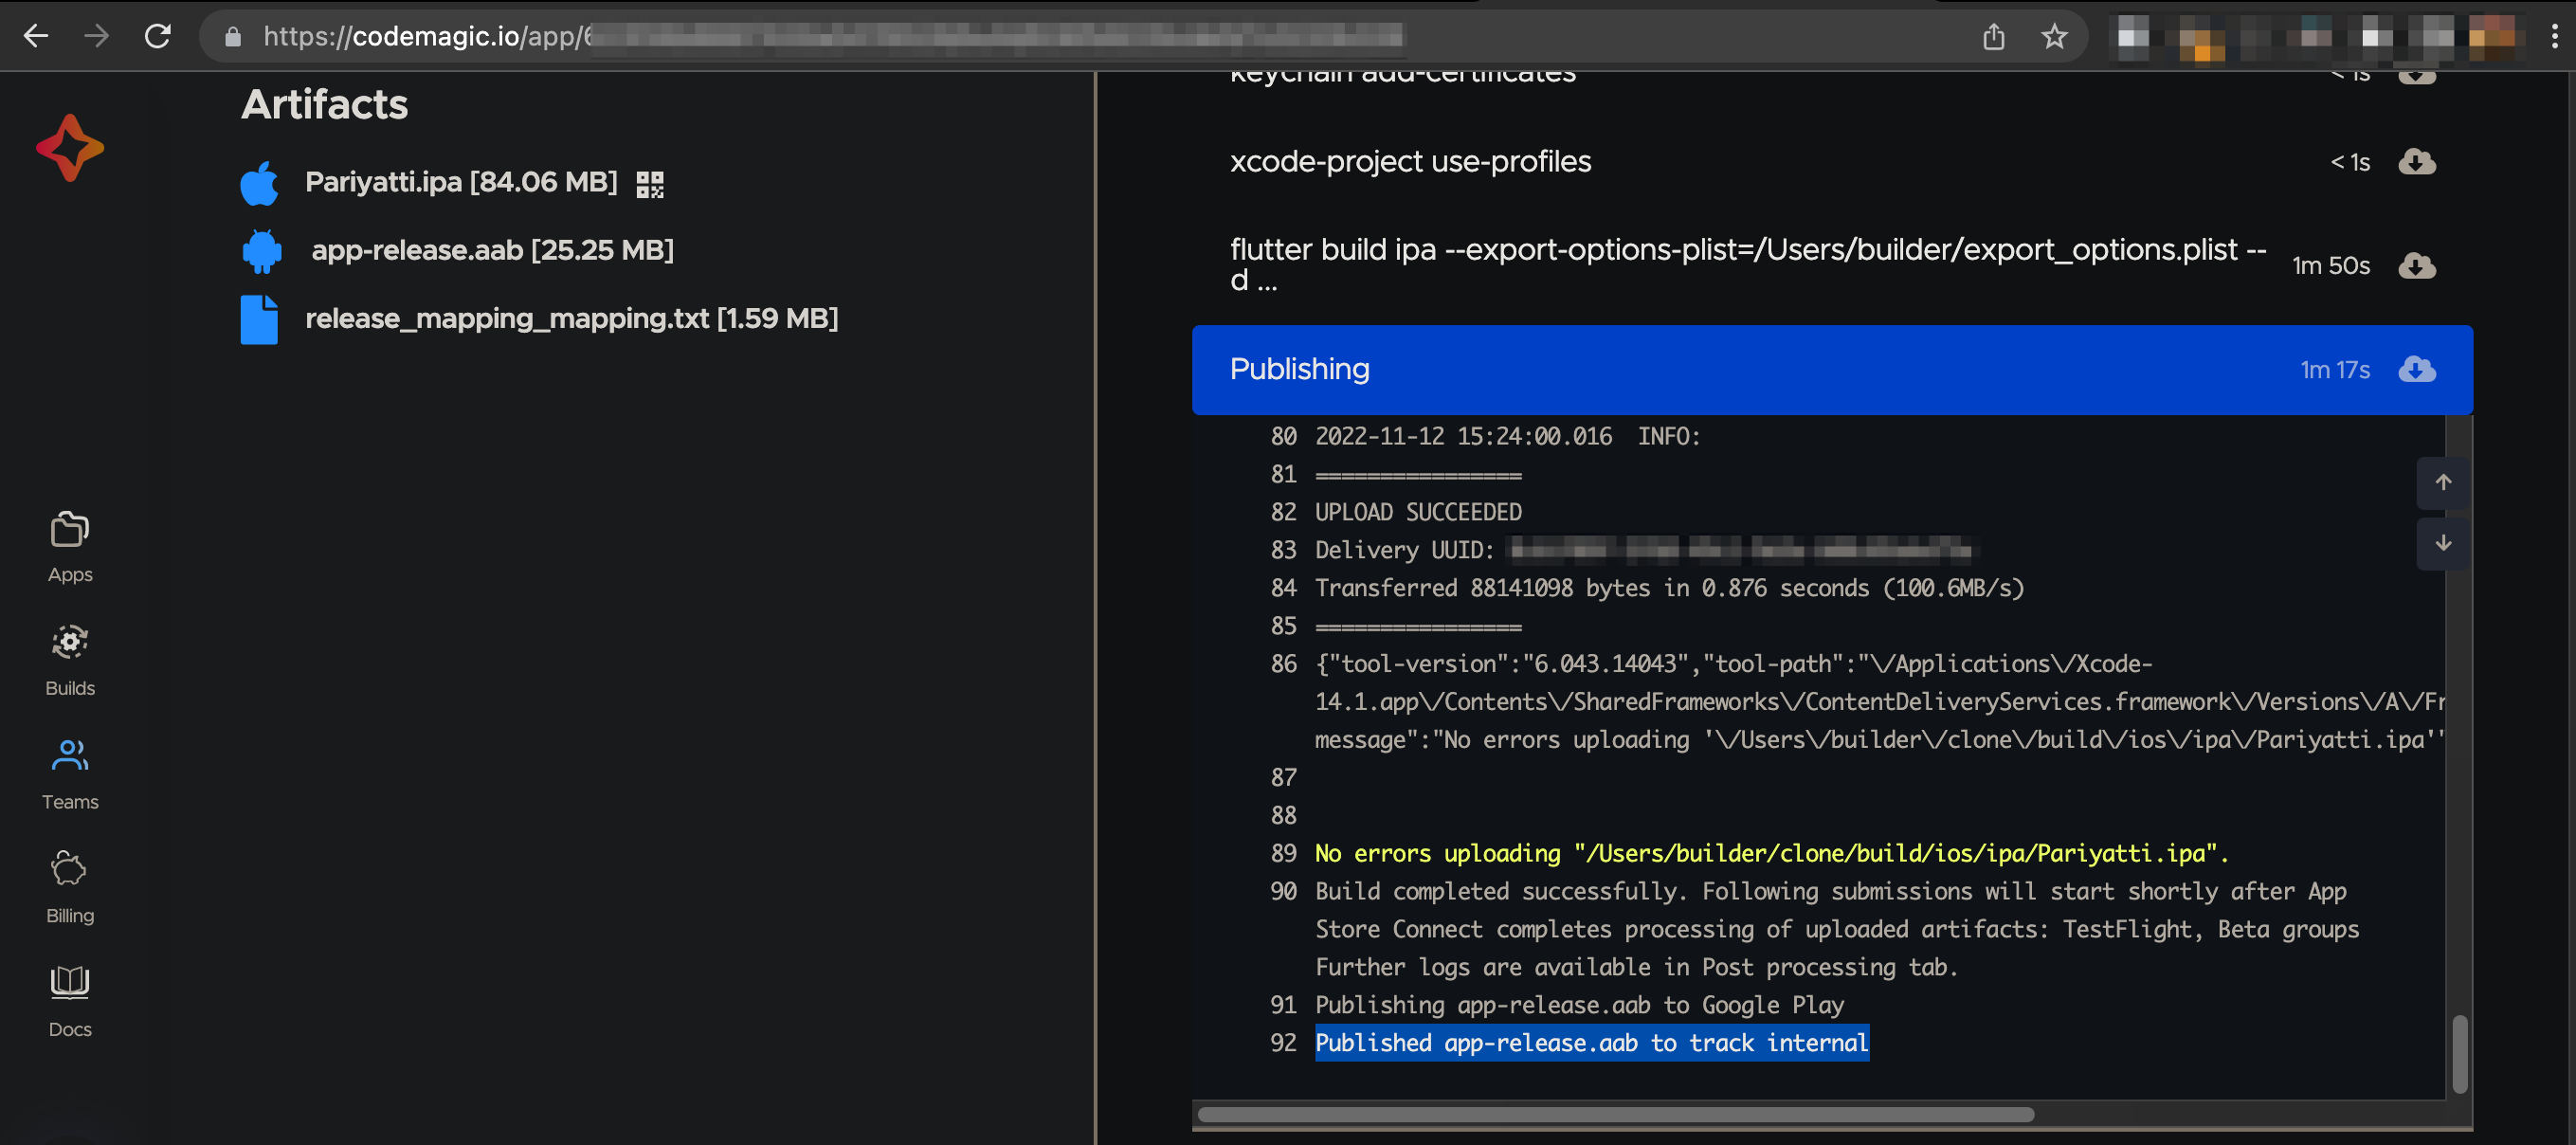 https://codemagic.io/app/6
Artifacts
Pariyatti.ipa [84.06 MB]
app-release.aab [25.25 MB]
release_mapping_mapping.txt [1.59 MB]
Apps
Builds
Teams
Billing
Docs
keychain add-certificates < 1s
xcode-project use-profiles < 1s
flutter build ipa --export-options-plist=/Users/builder/export_options.plist --
d ... 1m 50s
Publishing 1m 17s
80 2022-11-12 15:24:00.016  INFO:
81 ================
82 UPLOAD SUCCEEDED
83 Delivery UUID:
84 Transferred 88141098 bytes in 0.876 seconds (100.6MB/s)
85 ================
86 {"tool-version":"6.043.14043","tool-path":"\/Applications\/Xcode-
14.1.app\/Contents\/SharedFrameworks\/ContentDeliveryServices.framework\/Versions\/A\/Fr
message":"No errors uploading '\/Users\/builder\/clone\/build\/ios\/ipa\/Pariyatti.ipa'"
87
88
89 No errors uploading "/Users/builder/clone/build/ios/ipa/Pariyatti.ipa".
90 Build completed successfully. Following submissions will start shortly after App
Store Connect completes processing of uploaded artifacts: TestFlight, Beta groups
Further logs are available in Post processing tab.
91 Publishing app-release.aab to Google Play
92 Published app-release.aab to track internal